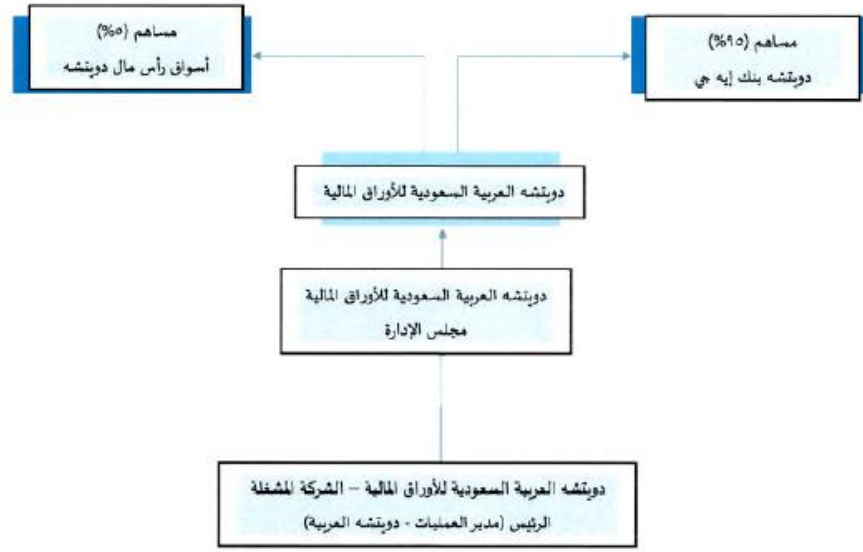 مساهم (٩٥%)
دويتشه بنك إيه جي
مساهم (٥%)
أسواق رأس مال دويتشه
دويتشه العربية السعودية للأوراق المالية
دويتشه العربية السعودية للأوراق المالية
مجلس الإدارة
دويتشه العربية السعودية للأوراق المالية – الشركة المشغلة
الرئيس (مدير العمليات - دويتشه العربية)